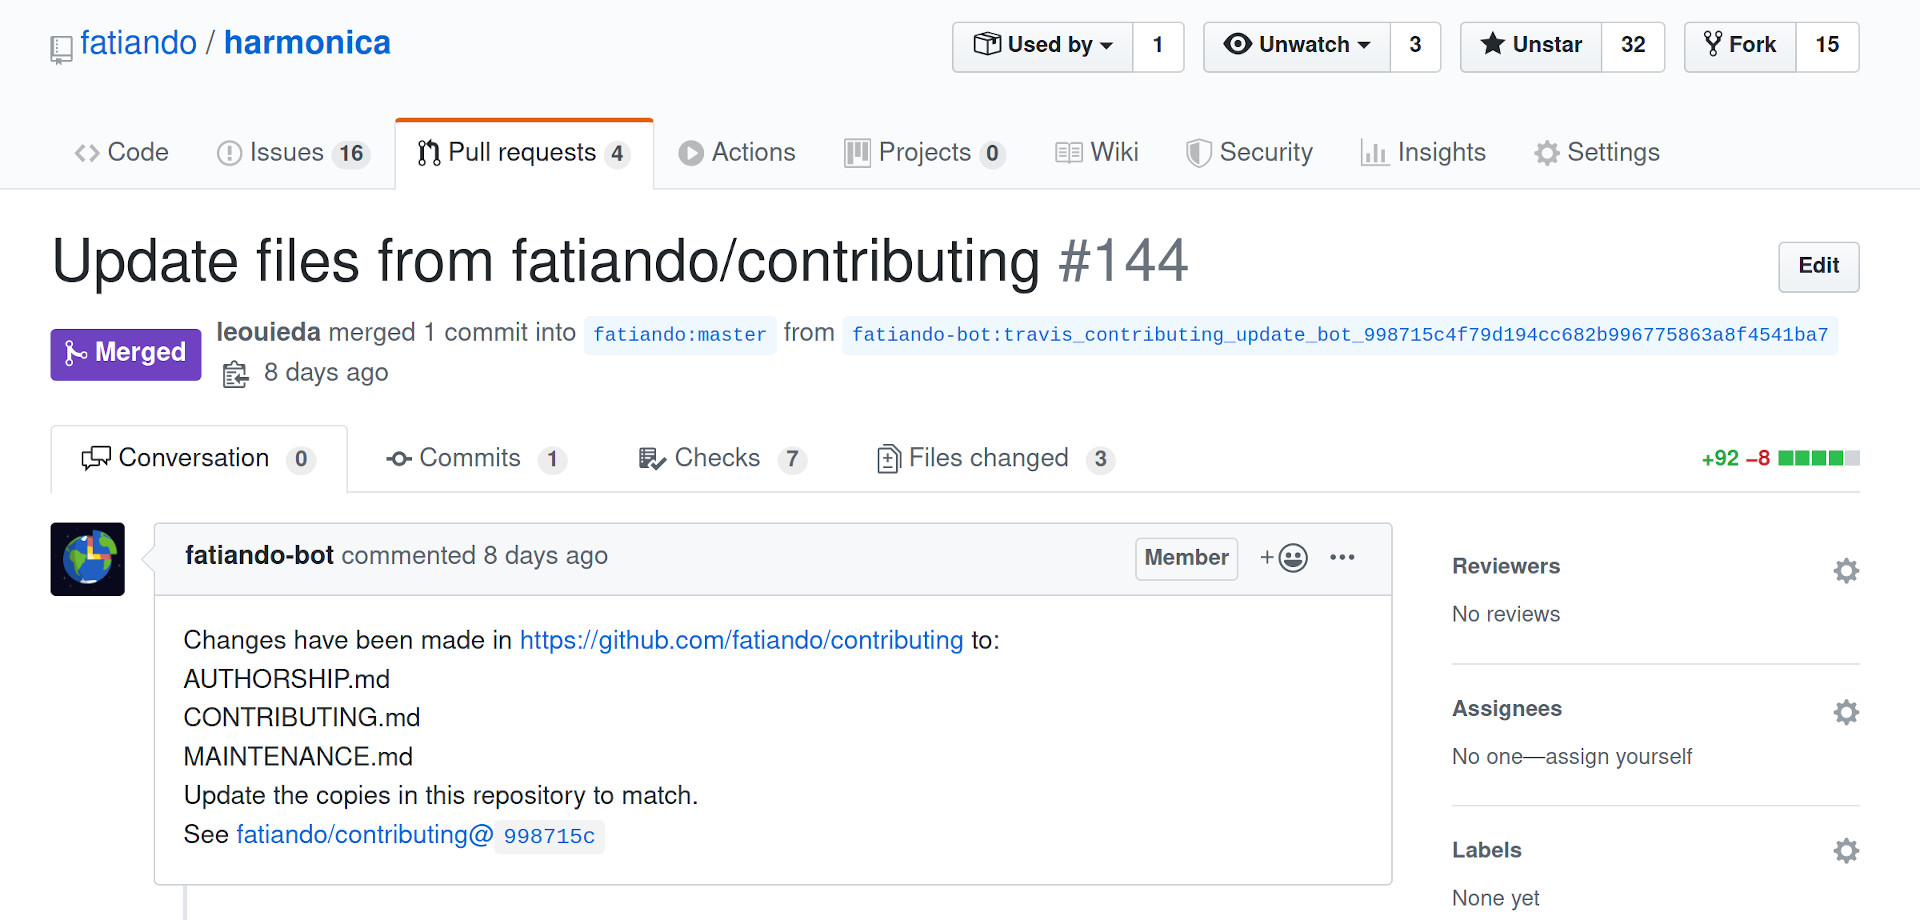 fatiando / harmonica
Used by 1 Unwatch 3 Unstar 32 Fork 15
Code Issues 16 Pull requests 4 Actions Projects 0 Wiki Security Insights Settings
Update files from fatiando/contributing #144
Edit
Merged leouieda merged 1 commit into fatiando:master from fatiando-bot:travis_contributing_update_bot_998715c4f79d194cc682b996775863a8f4541ba7
8 days ago
Conversation 0 Commits 1 Checks 7 Files changed 3 +92 −8
fatiando-bot commented 8 days ago Member
Changes have been made in https://github.com/fatiando/contributing to:
AUTHORSHIP.md
CONTRIBUTING.md
MAINTENANCE.md
Update the copies in this repository to match.
See fatiando/contributing@998715c
Reviewers
No reviews
Assignees
No one—assign yourself
Labels
None yet